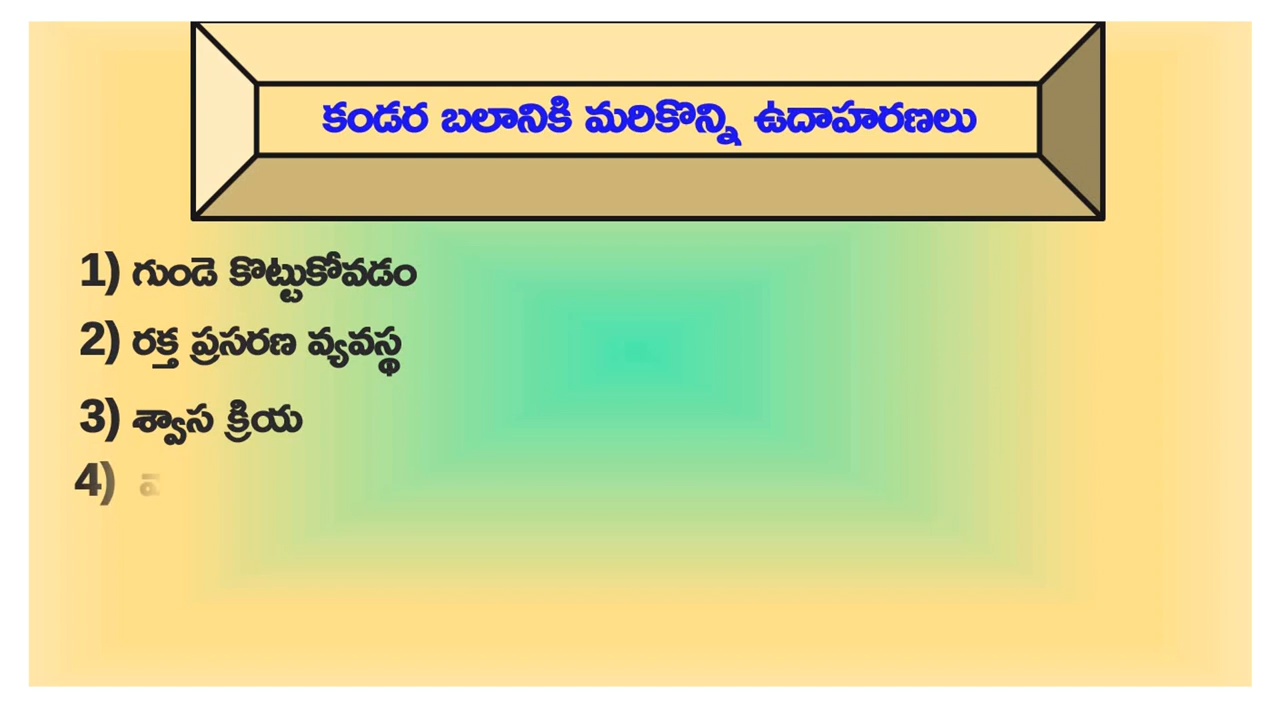 కండర బలానికి మరికొన్ని ఉదాహరణలు
1) గుండె కొట్టుకోవడం
2) రక్త ప్రసరణ వ్యవస్థ
3) శ్వాస క్రియ
4)